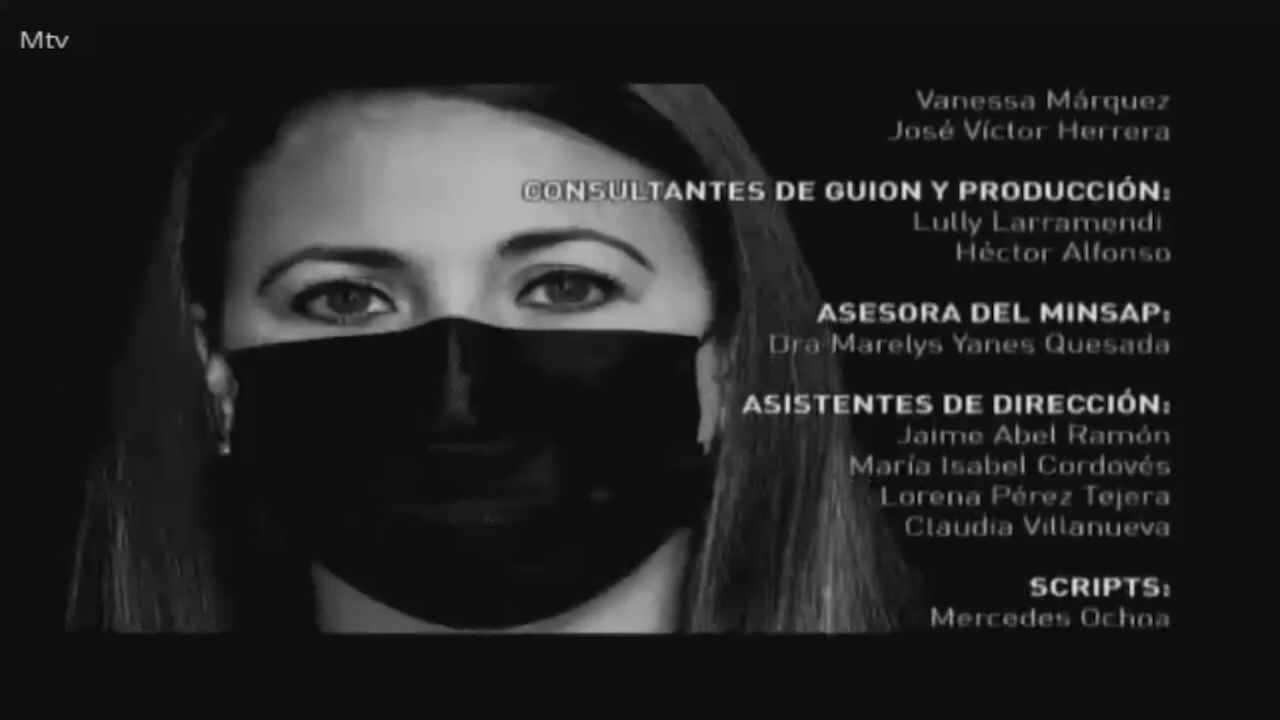 Mtv
Vanessa Márquez
José Víctor Herrera
CONSULTANTES DE GUION Y PRODUCCIÓN:
Lully Larramendi
Héctor Alfonso
ASESORA DEL MINSAP:
Dra Marelys Yanes Quesada
ASISTENTES DE DIRECCIÓN:
Jaime Abel Ramón
María Isabel Cordovés
Lorena Pérez Tejera
Claudia Villanueva
SCRIPTS:
Mercedes Ochoa